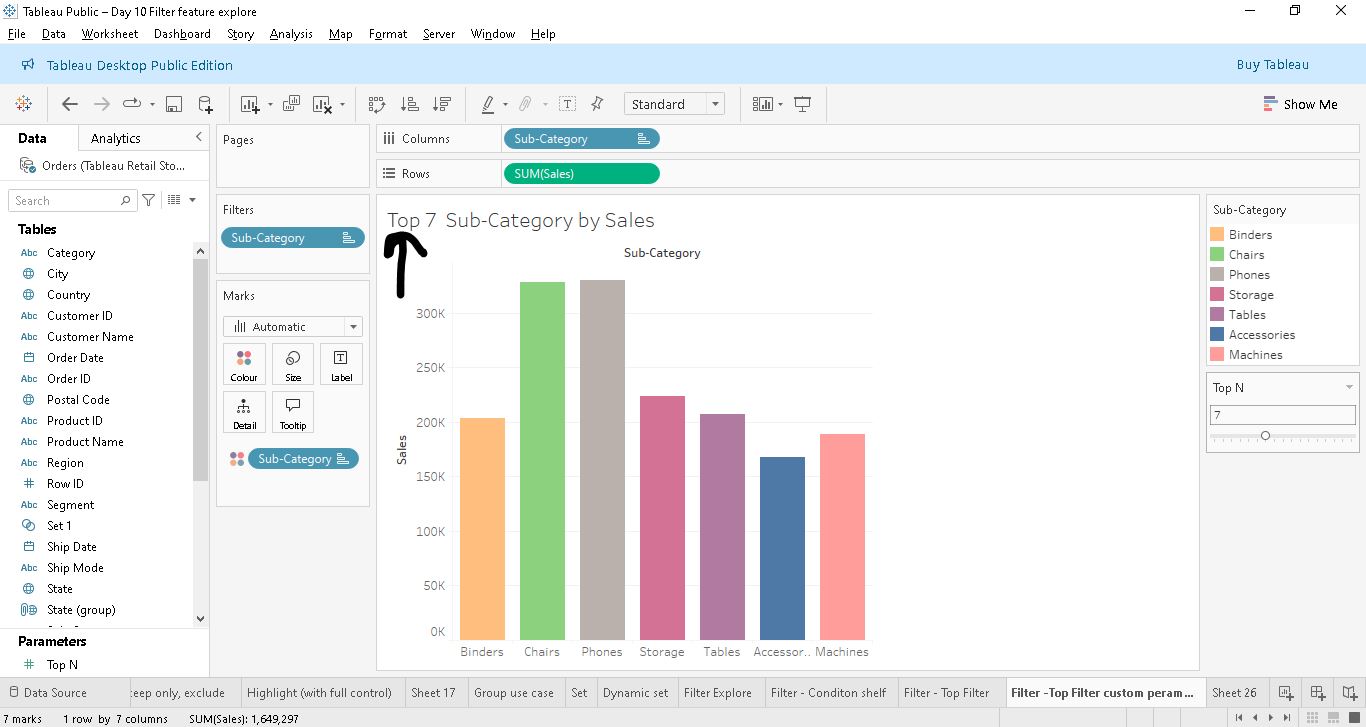 Tableau Public – Day 10 Filter feature explore
File Data Worksheet Dashboard Story Analysis Map Format Server Window Help
Tableau Desktop Public Edition
Buy Tableau
Standard
Show Me
Data
Analytics
Orders (Tableau Retail Sto...
Search
Tables
Abc Category
City
Country
Abc Customer ID
Abc Customer Name
Order Date
Abc Order ID
Postal Code
Abc Product ID
Abc Product Name
Abc Region
# Row ID
Abc Segment
Set 1
Ship Date
Abc Ship Mode
State
State (group)
Parameters
# Top N
Pages
Filters
Sub-Category
Marks
Automatic
Colour Size Label
Detail Tooltip
Sub-Category
Columns
Sub-Category
Rows
SUM(Sales)
Top 7 Sub-Category by Sales
Sub-Category
Sales
300K
250K
200K
150K
100K
50K
0K
Binders Chairs Phones Storage Tables Accessor.. Machines
Sub-Category
Binders
Chairs
Phones
Storage
Tables
Accessories
Machines
Top N
7
Data Source
:eep only, exclude
Highlight (with full control)
Sheet 17
Group use case
Set
Dynamic set
Filter Explore
Filter - Conditon shelf
Filter - Top Filter
Filter -Top Filter custom peram...
Sheet 26
7 marks 1 row by 7 columns SUM(Sales): 1,649,297